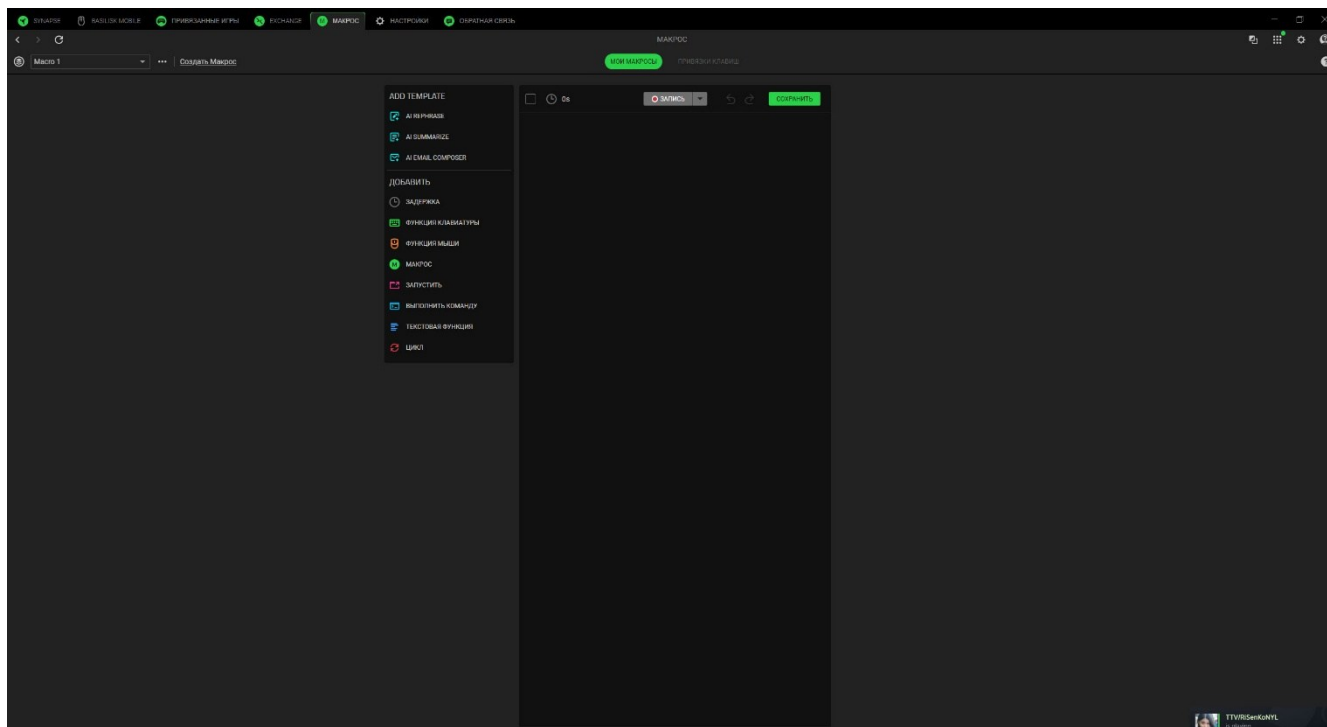 SYNAPSE BASILISK MOBILE ПРИВЯЗАННЫЕ ИГРЫ EXCHANGE МАКРОС НАСТРОЙКИ ОБРАТНАЯ СВЯЗЬ
МАКРОС
Macro 1 Создать Макрос МОИ МАКРОСЫ ПРИВЯЗКИ КЛАВИШ
ADD TEMPLATE
AI REPHRASE
AI SUMMARIZE
AI EMAIL COMPOSER
ДОБАВИТЬ
ЗАДЕРЖКА
ФУНКЦИЯ КЛАВИАТУРЫ
ФУНКЦИЯ МЫШИ
МАКРОС
ЗАПУСТИТЬ
ВЫПОЛНИТЬ КОМАНДУ
ТЕКСТОВАЯ ФУНКЦИЯ
ЦИКЛ
0s ЗАПИСЬ СОХРАНИТЬ
TTV/RiSenKoNYL